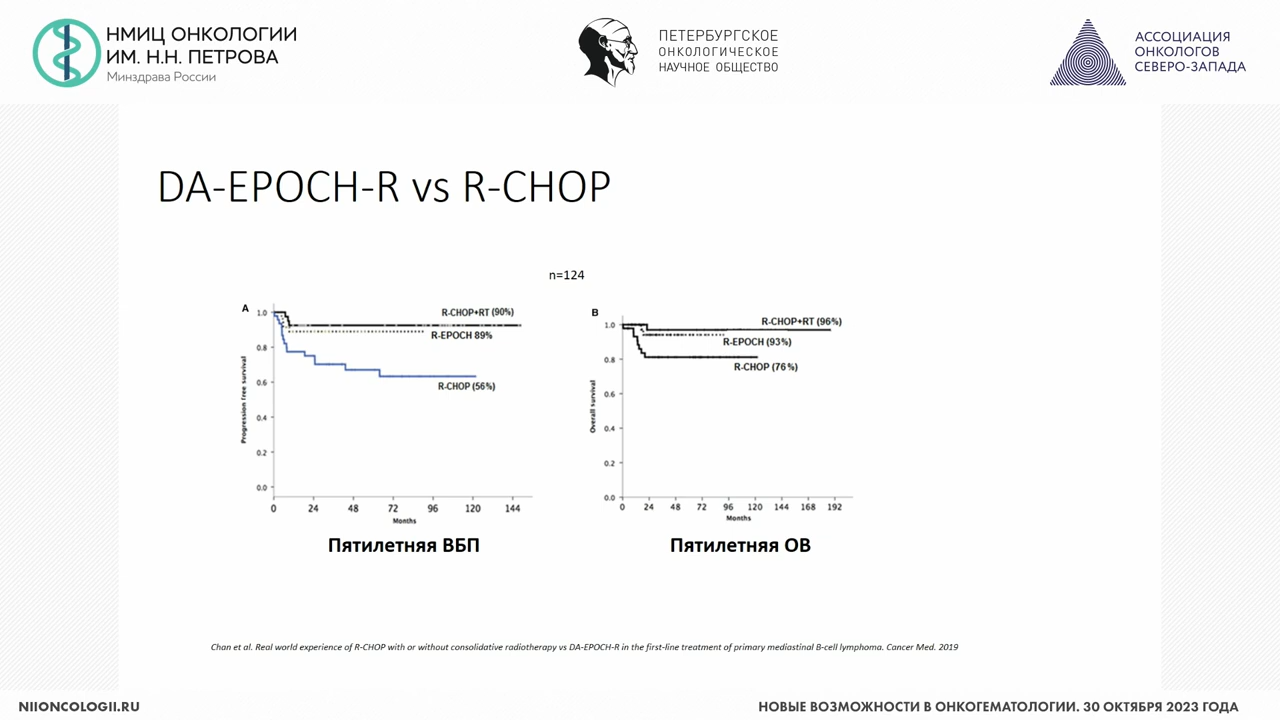 НМИЦ ОНКОЛОГИИ
ИМ. Н.Н. ПЕТРОВА
Минздрава России
ПЕТЕРБУРГСКОЕ
ОНКОЛОГИЧЕСКОЕ
НАУЧНОЕ ОБЩЕСТВО
АССОЦИАЦИЯ
ОНКОЛОГОВ
СЕВЕРО-ЗАПАДА
DA-EPOCH-R vs R-CHOP
n=124
A
1.0
0.8
0.6
0.4
0.2
0.0
Progression free survival
R-CHOP+RT (90%)
R-EPOCH 89%
R-CHOP (56%)
0 24 48 72 96 120 144
Months
Пятилетняя ВБП
B
1.0
0.8
0.6
0.4
0.2
0.0
Overall survival
R-CHOP+RT (96%)
R-EPOCH (93%)
R-CHOP (76%)
0 24 48 72 96 120 144 168 192
Months
Пятилетняя ОВ
Chan et al. Real world experience of R-CHOP with or without consolidative radiotherapy vs DA-EPOCH-R in the first-line treatment of primary mediastinal B-cell lymphoma. Cancer Med. 2019
NIIONCOLOGII.RU
НОВЫЕ ВОЗМОЖНОСТИ В ОНКОГЕМАТОЛОГИИ. 30 ОКТЯБРЯ 2023 ГОДА